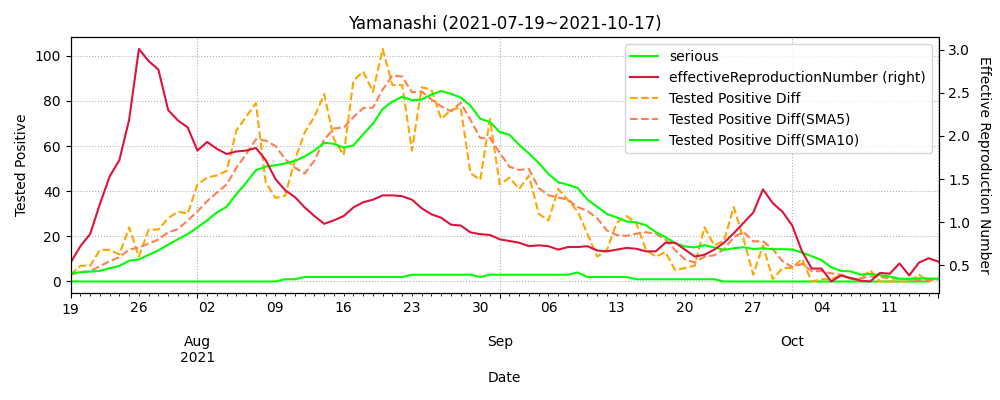 Yamanashi (2021-07-19~2021-10-17)
serious
effectiveReproductionNumber (right)
Tested Positive Diff
Tested Positive Diff(SMA5)
Tested Positive Diff(SMA10)
Tested Positive
100
80
60
40
20
0
3.0
2.5
2.0
1.5
1.0
0.5
Effective Reproduction Number
19 26 02 09 16 23 30 06 13 20 27 04 11
Aug Sep Oct
2021
Date